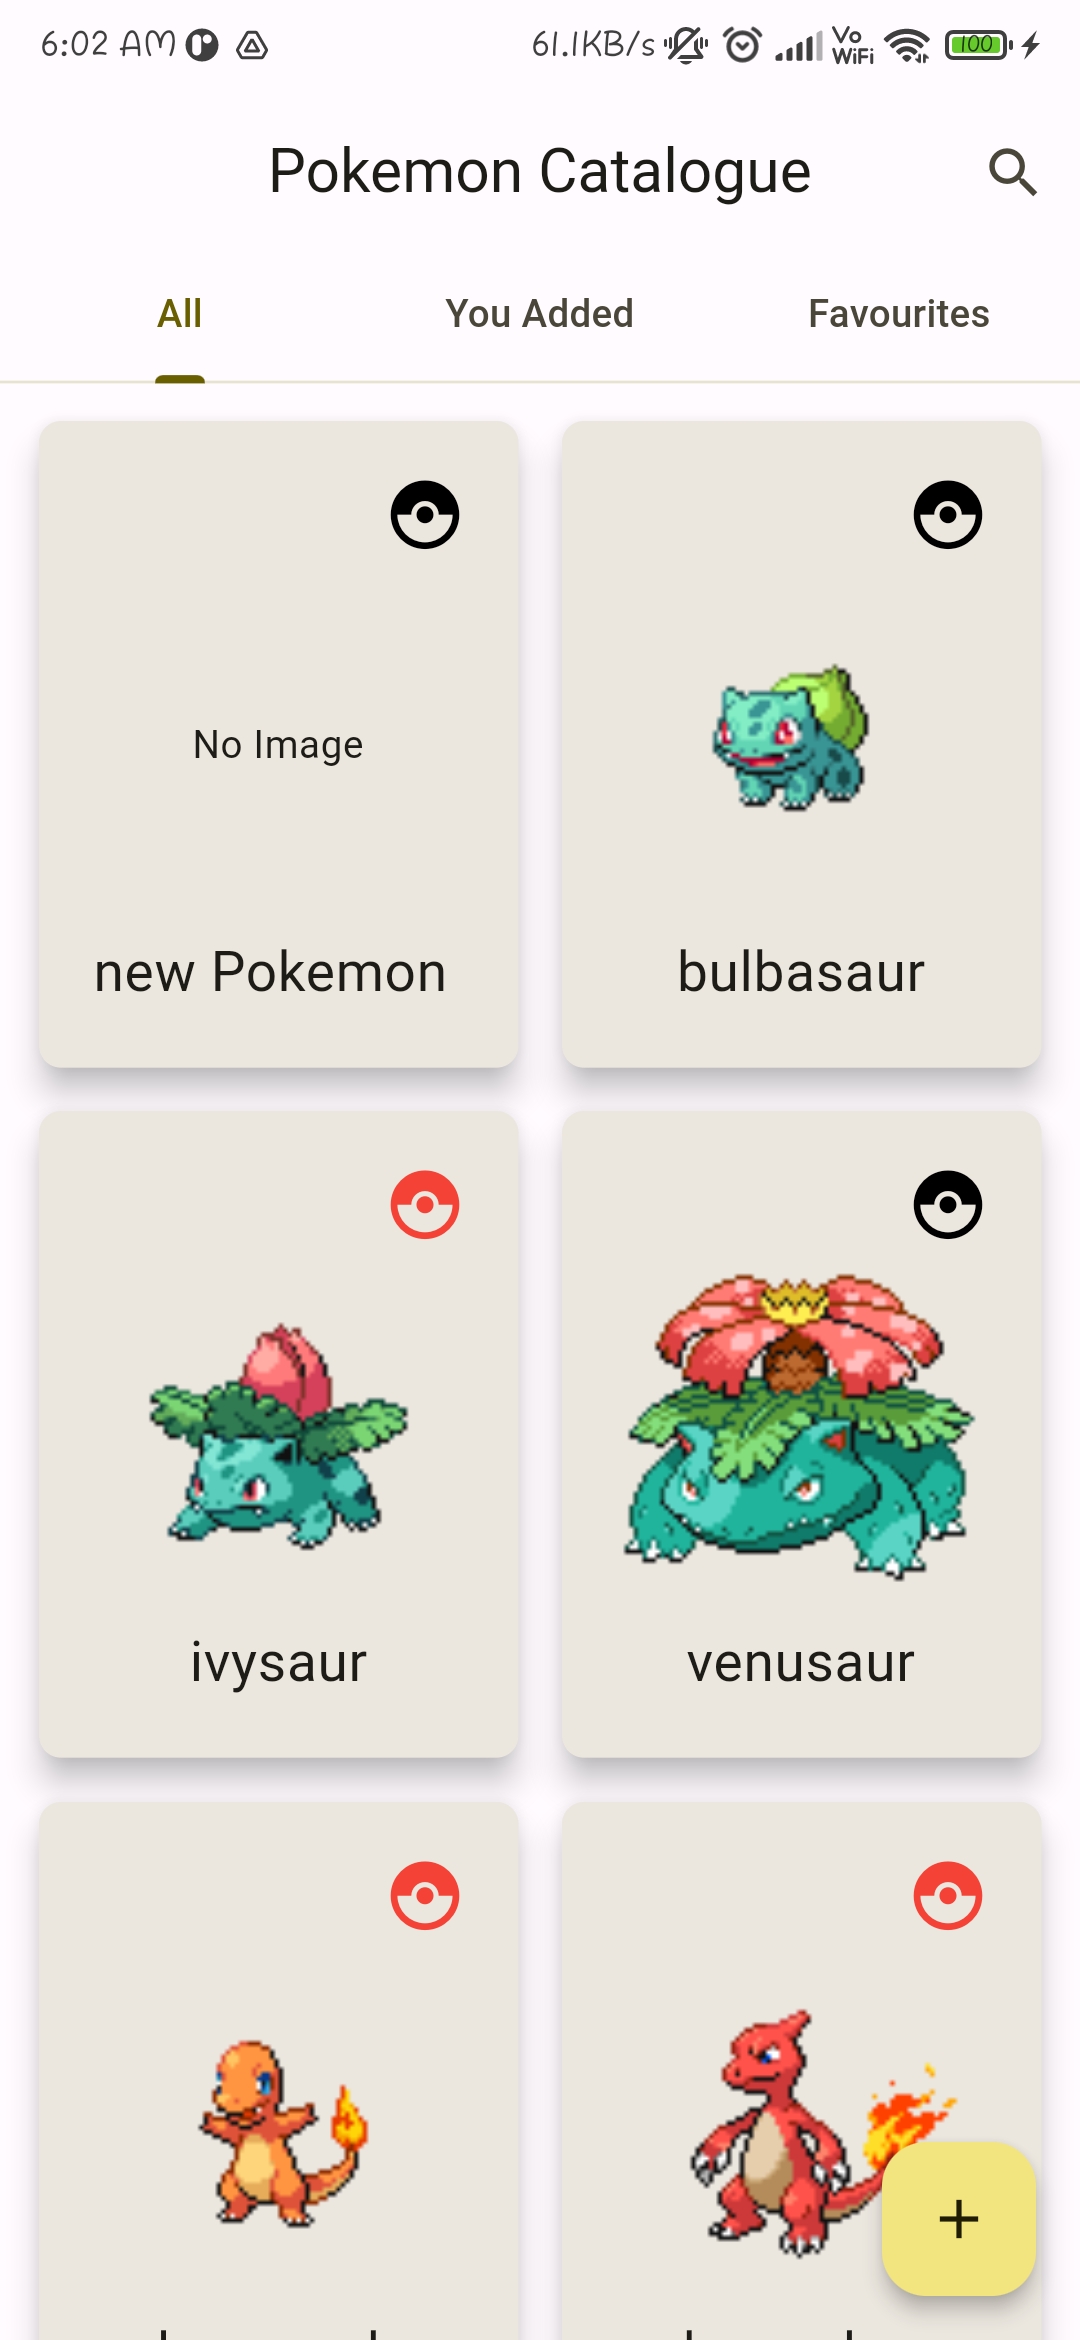 6:02 AM 61.1KB/s Vo WiFi 100
Pokemon Catalogue
All You Added Favourites
No Image
new Pokemon bulbasaur
ivysaur venusaur